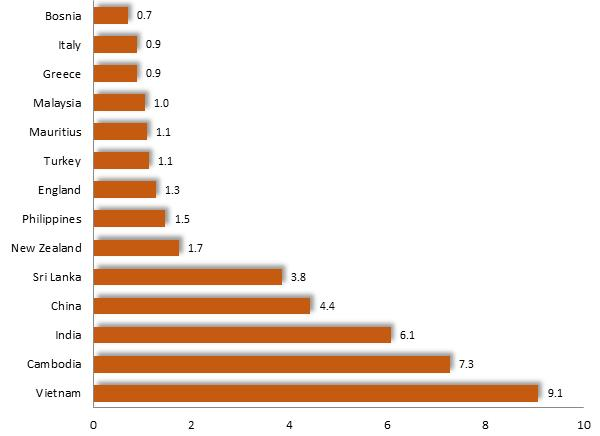 Bosnia 0.7
Italy 0.9
Greece 0.9
Malaysia 1.0
Mauritius 1.1
Turkey 1.1
England 1.3
Philippines 1.5
New Zealand 1.7
Sri Lanka 3.8
China 4.4
India 6.1
Cambodia 7.3
Vietnam 9.1
0 2 4 6 8 10